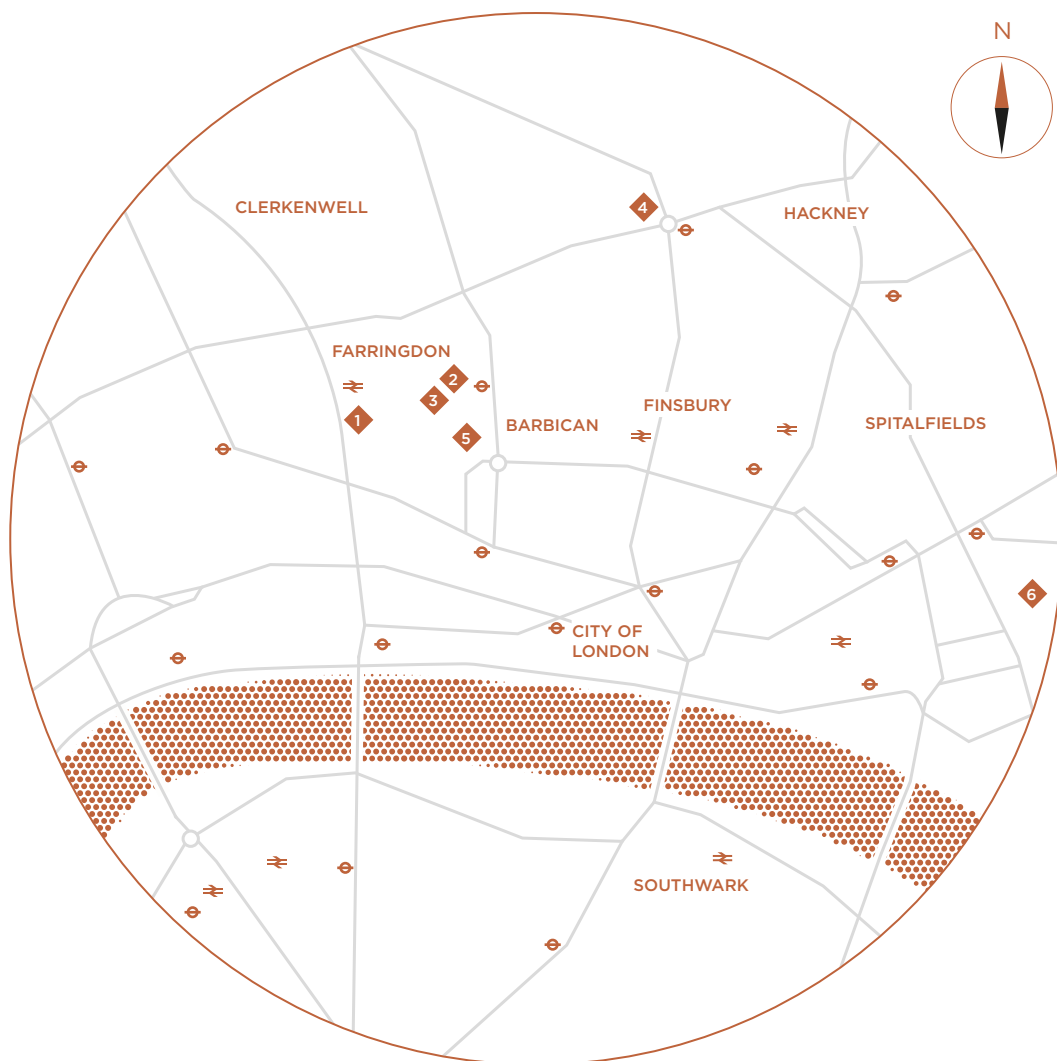 N
CLERKENWELL
4
HACKNEY
FARRINGDON
2
3
1
5
BARBICAN
FINSBURY
SPITALFIELDS
6
CITY OF
LONDON
SOUTHWARK